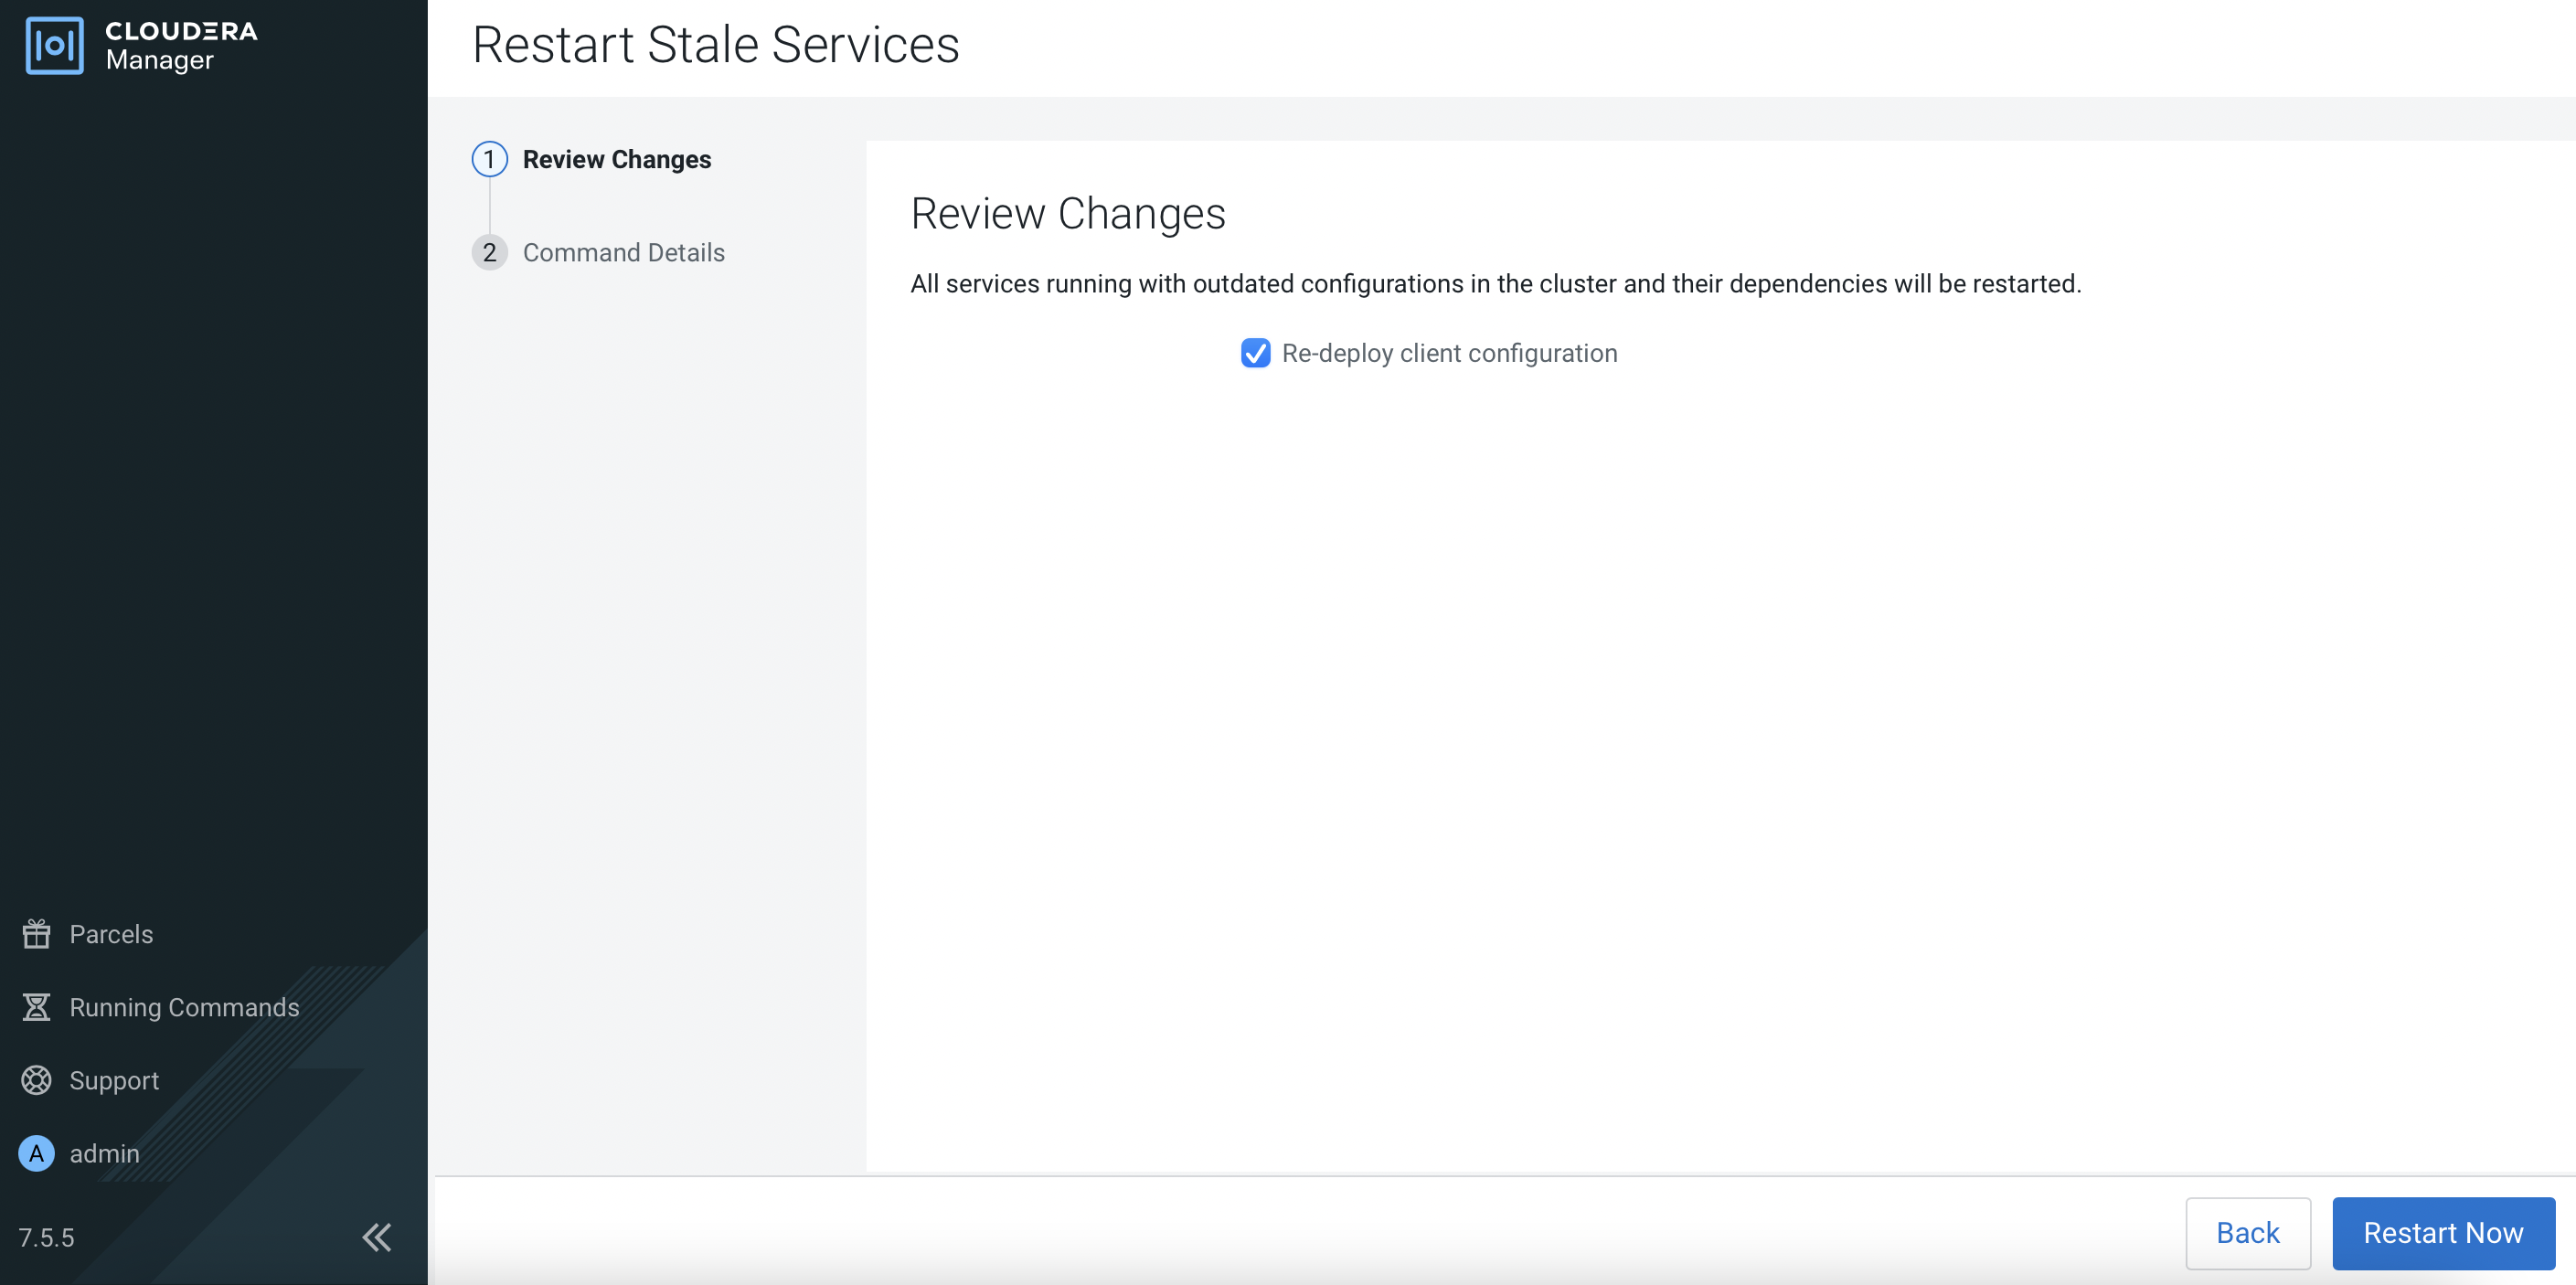 CLOUDERA
Manager
Restart Stale Services
1 Review Changes
2 Command Details
Review Changes
All services running with outdated configurations in the cluster and their dependencies will be restarted.
Re-deploy client configuration
Parcels
Running Commands
Support
A admin
7.5.5
Back
Restart Now